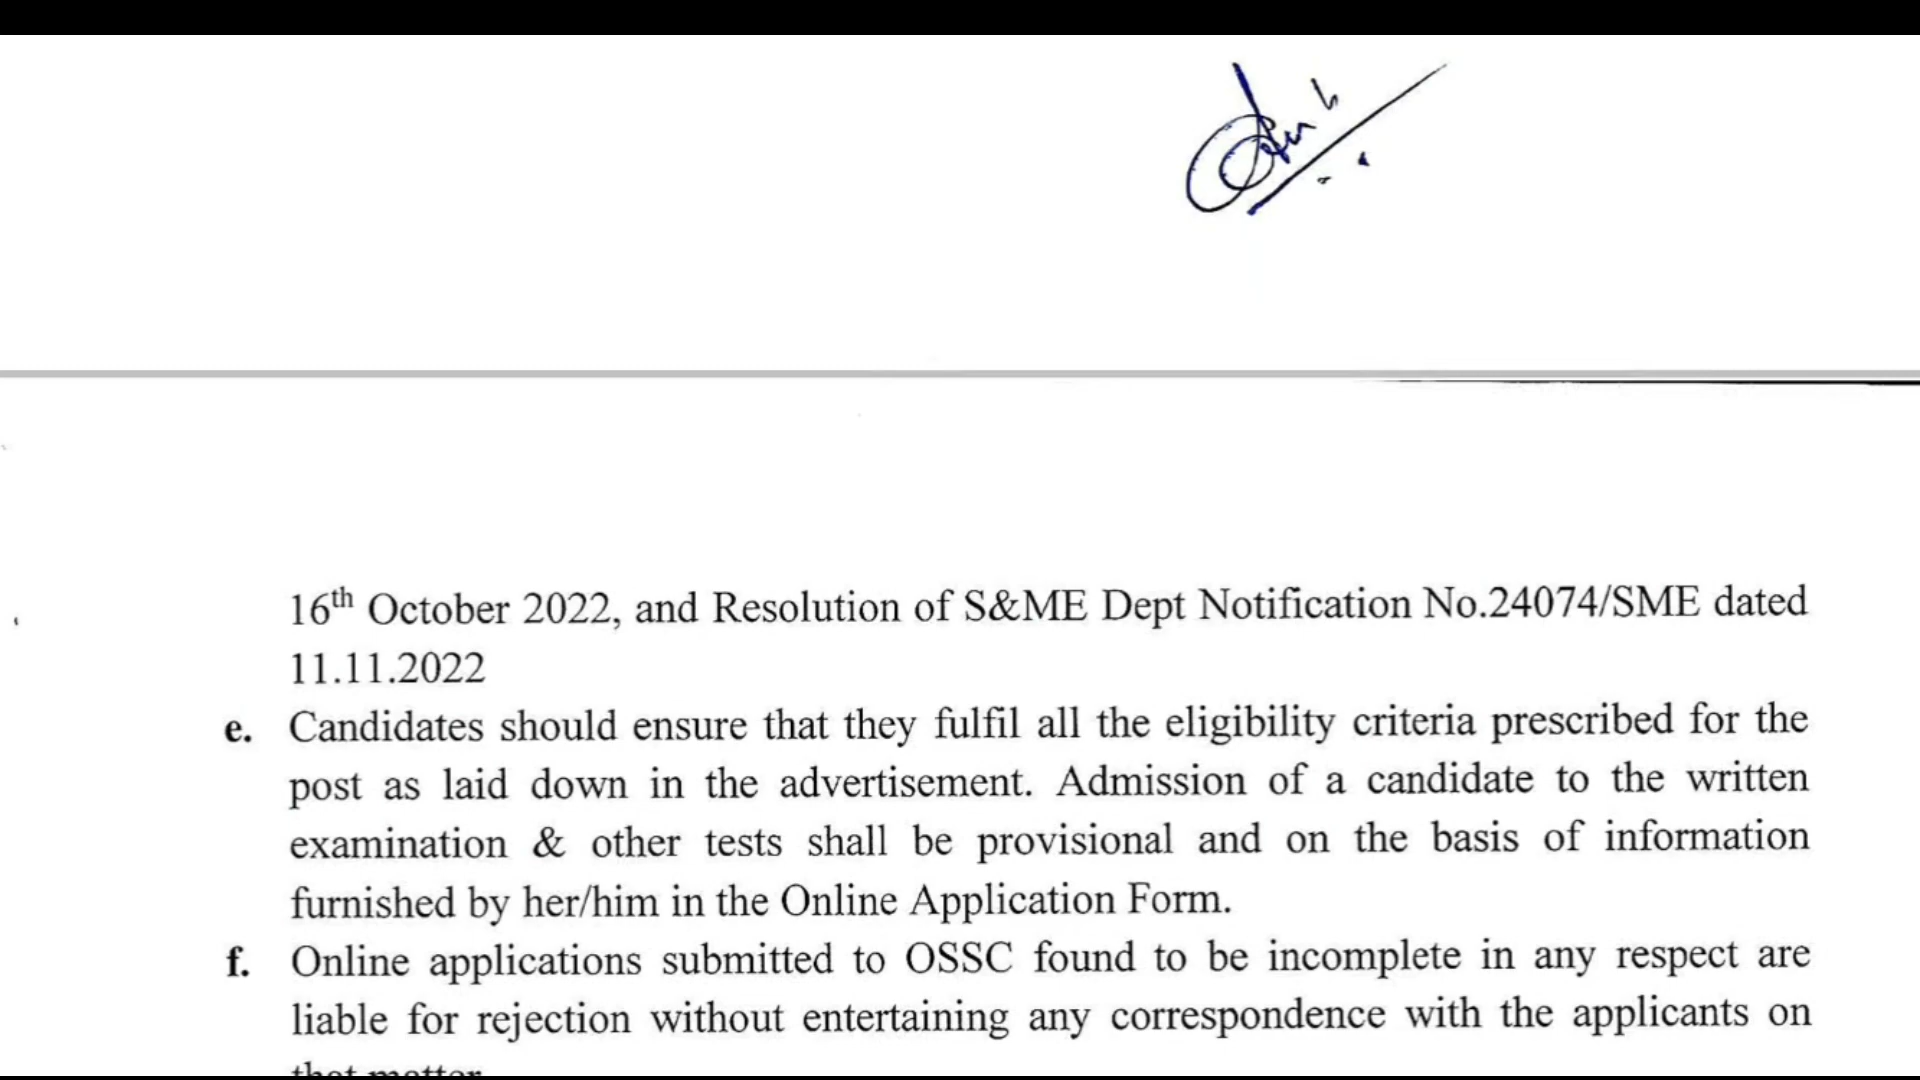 16th October 2022, and Resolution of S&ME Dept Notification No.24074/SME dated
11.11.2022
e. Candidates should ensure that they fulfil all the eligibility criteria prescribed for the
post as laid down in the advertisement. Admission of a candidate to the written
examination & other tests shall be provisional and on the basis of information
furnished by her/him in the Online Application Form.
f. Online applications submitted to OSSC found to be incomplete in any respect are
liable for rejection without entertaining any correspondence with the applicants on
that matter